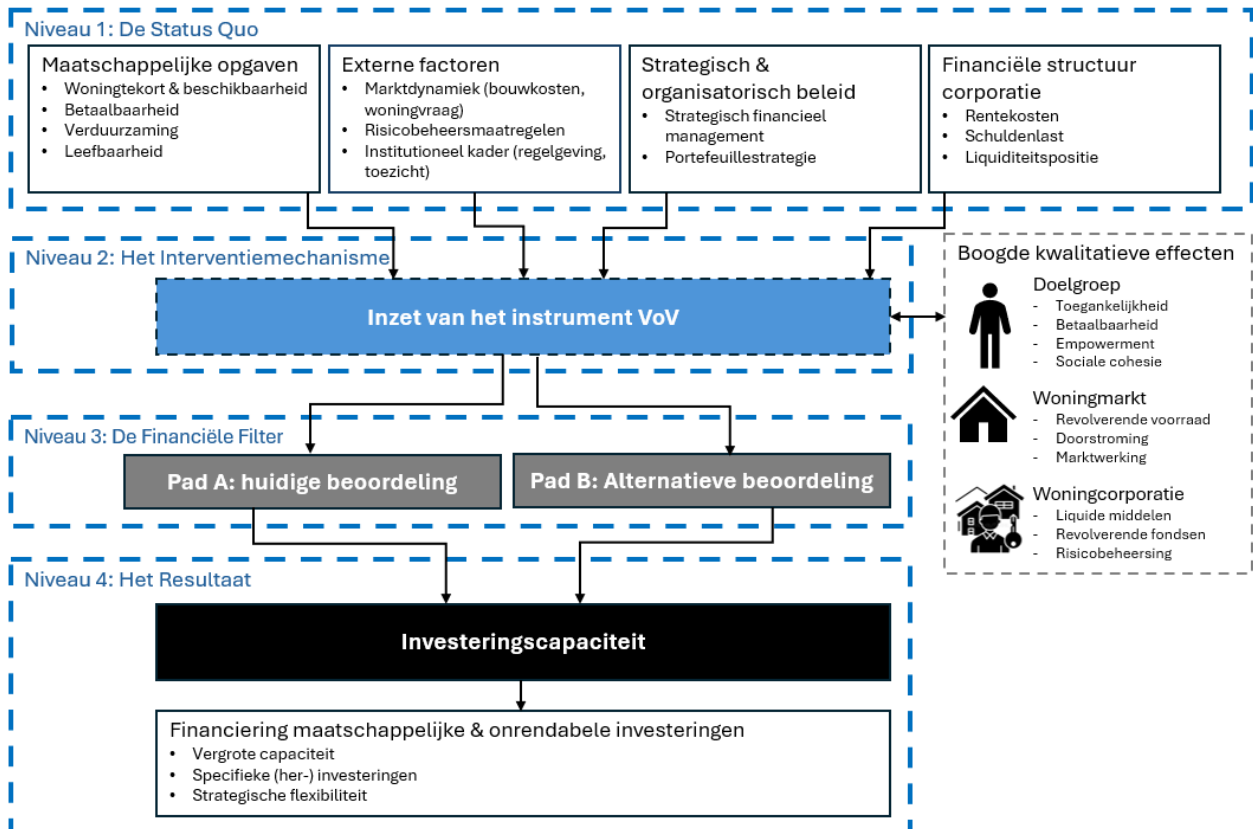 Niveau 1: De Status Quo
Maatschappelijke opgaven
• Woningtekort & beschikbaarheid
• Betaalbaarheid
• Verduurzaming
• Leefbaarheid
Externe factoren
• Marktdynamiek (bouwkosten,
woningvraag)
• Risicobeheersmaatregelen
• Institutioneel kader (regelgeving,
toezicht)
Strategisch &
organisatorisch beleid
• Strategisch financieel
management
• Portefeuillestrategie
Financiële structuur
corporatie
• Rentekosten
• Schuldenlast
• Liquiditeitspositie
Niveau 2: Het Interventiemechanisme
Inzet van het instrument VoV
Boogde kwalitatieve effecten
Doelgroep
- Toegankelijkheid
- Betaalbaarheid
- Empowerment
- Sociale cohesie
Woningmarkt
- Revolverende voorraad
- Doorstroming
- Marktwerking
Woningcorporatie
- Liquide middelen
- Revolverende fondsen
- Risicobeheersing
Niveau 3: De Financiële Filter
Pad A: huidige beoordeling
Pad B: Alternatieve beoordeling
Niveau 4: Het Resultaat
Investeringscapaciteit
Financiering maatschappelijke & onrendabele investeringen
• Vergrote capaciteit
• Specifieke (her-) investeringen
• Strategische flexibiliteit